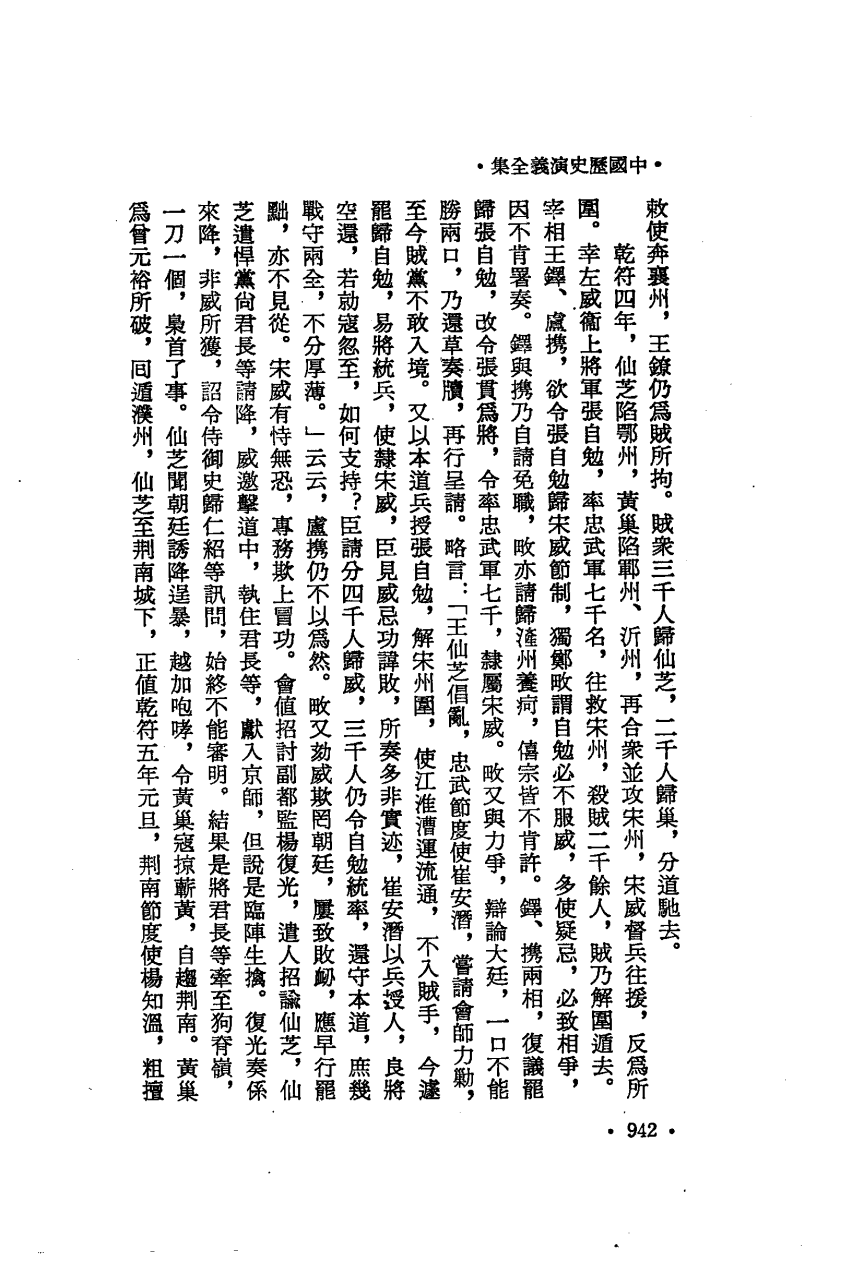 •中國歷史演義全集•
敕使奔襄州，王鐐仍爲賊所拘。賊衆三千人歸仙芝，二千人歸巢，分道馳去。
乾符四年，仙芝陷鄂州，黃巢陷鄆州、沂州，再合衆並攻宋州，宋威督兵往援，反爲所
圍。幸左威衞上將軍張自勉，率忠武軍七千名，往救宋州，殺賊二千餘人，賊乃解圍遁去。
宰相王鐸、盧携，欲令張自勉歸宋威節制，獨鄭畋謂自勉必不服威，多使疑忌，必致相爭，
因不肯署奏。鐸與携乃自請免職，畋亦請歸滻州養疴，僖宗皆不肯許。鐸、携兩相，復議罷
歸張自勉，改令張貫爲將，令率忠武軍七千，隸屬宋威。畋又與力爭，辯論大廷，一口不能
勝兩口，乃還草奏牘，再行呈請。略言：「王仙芝倡亂，忠武節度使崔安潛，嘗請會師力勦，
至今賊黨不敢入境。又以本道兵授張自勉，解宋州圍，使江淮漕運流通，不入賊手，今遽
罷歸自勉，易將統兵，使隸宋威，臣見威忌功諱敗，所奏多非實迹，崔安潛以兵授人，良將
空還，若勍寇忽至，如何支持？臣請分四千人歸威，三千人仍令自勉統率，還守本道，庶幾
戰守兩全，不分厚薄。」云云，盧携仍不以爲然。畋又劾威欺罔朝廷，屢致敗衂，應早行罷
黜，亦不見從。宋威有恃無恐，專務欺上冒功。會值招討副都監楊復光，遣人招諭仙芝，仙
芝遣悍黨尙君長等請降，威邀擊道中，執住君長等，獻入京師，但說是臨陣生擒。復光奏係
來降，非威所獲，詔令侍御史歸仁紹等訊問，始終不能審明。結果是將君長等牽至狗脊嶺，
一刀一個，梟首了事。仙芝聞朝廷誘降逞暴，越加咆哮，令黃巢寇掠蘄黃，自趨荆南。黃巢
爲曾元裕所破，回遁濮州，仙芝至荆南城下，正值乾符五年元旦，荆南節度使楊知溫，粗擅
•942•